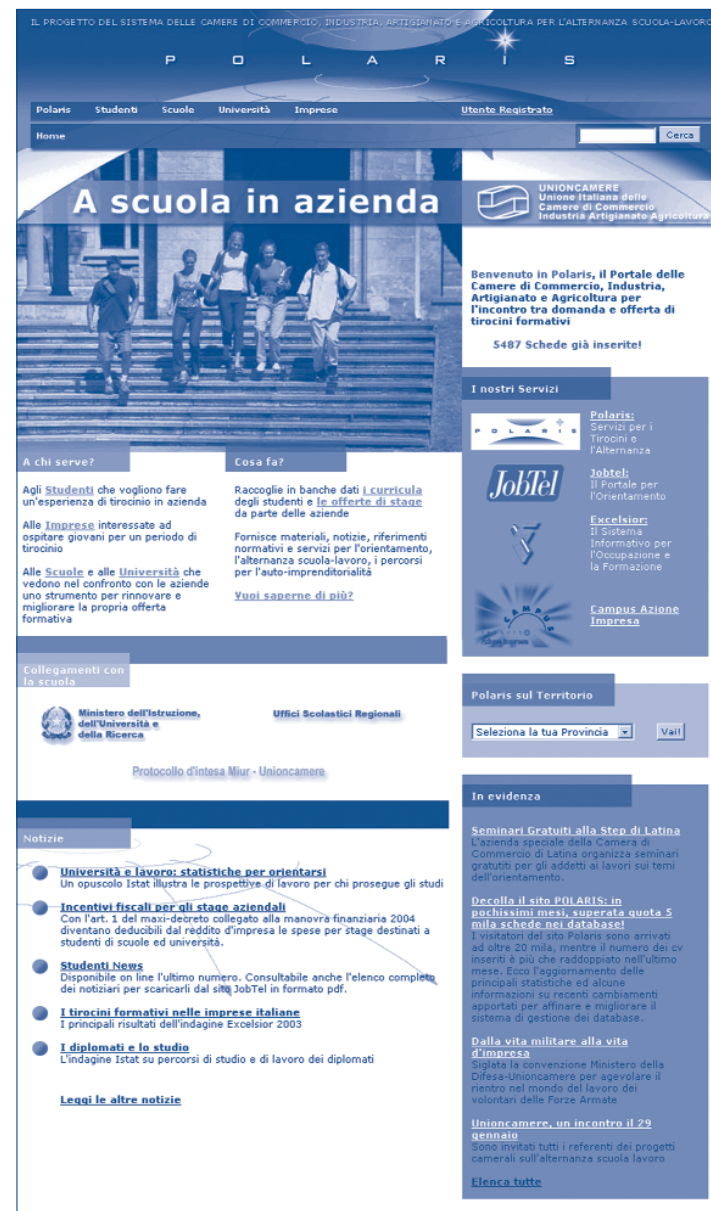 IL PROGETTO DEL SISTEMA DELLE CAMERE DI COMMERCIO, INDUSTRIA, ARTIGIANATO E AGRICOLTURA PER L'ALTERNANZA SCUOLA-LAVORO
P O L A R I S
Polaris Studenti Scuole Università Imprese Utente Registrato
Home Cerca
A scuola in azienda
UNIONCAMERE
Unione Italiana delle
Camere di Commercio
Industria Artigianato Agricoltura
Benvenuto in Polaris, il Portale delle
Camere di Commercio, Industria,
Artigianato e Agricoltura per
l'incontro tra domanda e offerta di
tirocini formativi
5487 Schede già inserite!
A chi serve?
Agli Studenti che vogliono fare
un'esperienza di tirocinio in azienda
Alle Imprese interessate ad
ospitare giovani per un periodo di
tirocinio
Alle Scuole e alle Università che
vedono nel confronto con le aziende
uno strumento per rinnovare e
migliorare la propria offerta
formativa
Cosa fa?
Raccoglie in banche dati i curricula
degli studenti e le offerte di stage
da parte delle aziende
Fornisce materiali, notizie, riferimenti
normativi e servizi per l'orientamento,
l'alternanza scuola-lavoro, i percorsi
per l'auto-imprenditorialità
Vuoi saperne di più?
I nostri Servizi
POLARIS
Polaris:
Servizi per i
Tirocini e
l'Alternanza
JobTel
Jobtel:
Il Portale per
l'Orientamento
Excelsior:
Il Sistema
Informativo per
l'Occupazione e
la Formazione
CAMPUS
Campus Azione
Impresa
Collegamenti con
la scuola
Ministero dell'Istruzione,
dell'Università e
della Ricerca
Uffici Scolastici Regionali
Protocollo d'intesa Miur - Unioncamere
Polaris sul Territorio
Seleziona la tua Provincia Vai!
Notizie
Università e lavoro: statistiche per orientarsi
Un opuscolo Istat illustra le prospettive di lavoro per chi prosegue gli studi
Incentivi fiscali per gli stage aziendali
Con l'art. 1 del maxi-decreto collegato alla manovra finanziaria 2004
diventano deducibili dal reddito d'impresa le spese per stage destinati a
studenti di scuole ed università.
Studenti News
Disponibile on line l'ultimo numero. Consultabile anche l'elenco completo
dei notiziari per scaricarli dal sito JobTel in formato pdf.
I tirocini formativi nelle imprese italiane
I principali risultati dell'indagine Excelsior 2003
I diplomati e lo studio
L'indagine Istat su percorsi di studio e di lavoro dei diplomati
Leggi le altre notizie
In evidenza
Seminari Gratuiti alla Step di Latina
L'azienda speciale della Camera di
Commercio di Latina organizza seminari
gratutiti per gli addetti ai lavori sui temi
dell'orientamento.
Decolla il sito POLARIS: in
pochissimi mesi, superata quota 5
mila schede nei database!
I visitatori del sito Polaris sono arrivati
ad oltre 20 mila, mentre il numero dei cv
inseriti è più che raddoppiato nell'ultimo
mese. Ecco l'aggiornamento delle
principali statistiche ed alcune
informazioni su recenti cambiamenti
apportati per affinare e migliorare il
sistema di gestione dei database.
Dalla vita militare alla vita
d'impresa
Siglata la convenzione Ministero della
Difesa-Unioncamere per agevolare il
rientro nel mondo del lavoro dei
volontari delle Forze Armate
Unioncamere, un incontro il 29
gennaio
Sono invitati tutti i referenti dei progetti
camerali sull'alternanza scuola lavoro
Elenca tutte